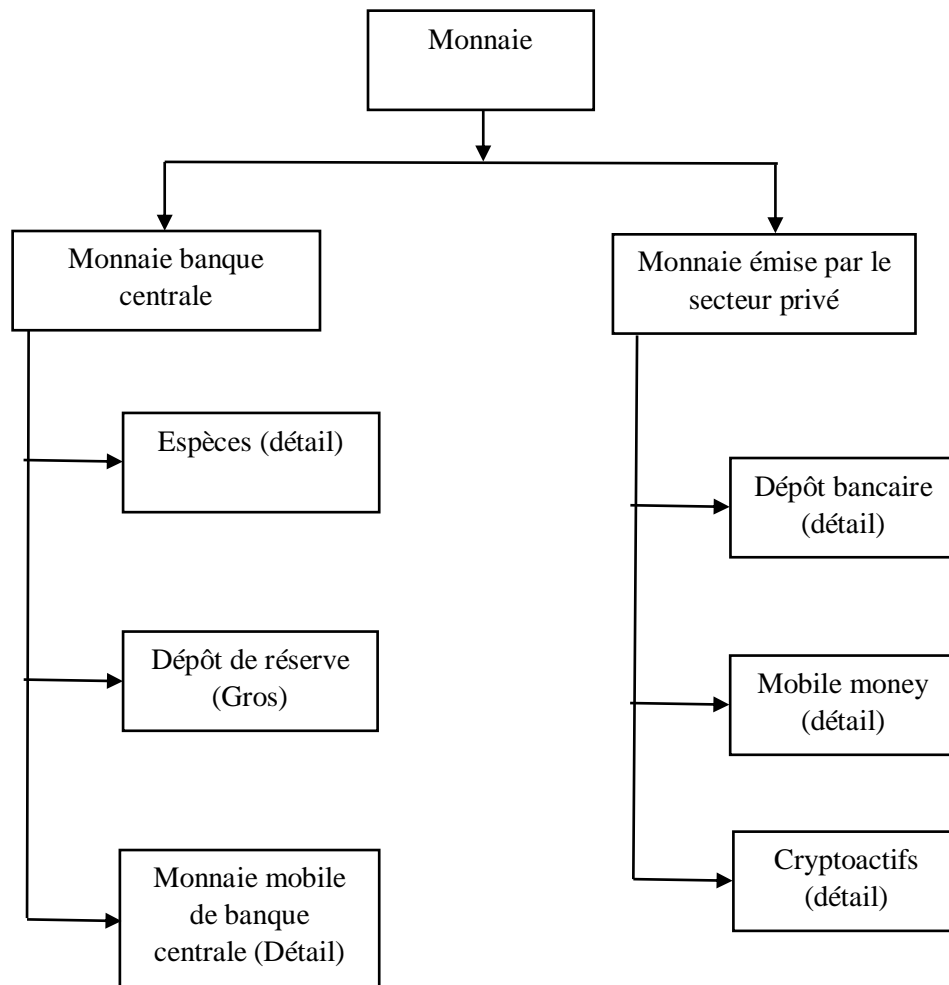 Monnaie
Monnaie banque
centrale
Monnaie émise par le
secteur privé
Espèces (détail)
Dépôt bancaire
(détail)
Dépôt de réserve
(Gros)
Mobile money
(détail)
Monnaie mobile
de banque
centrale (Détail)
Cryptoactifs
(détail)